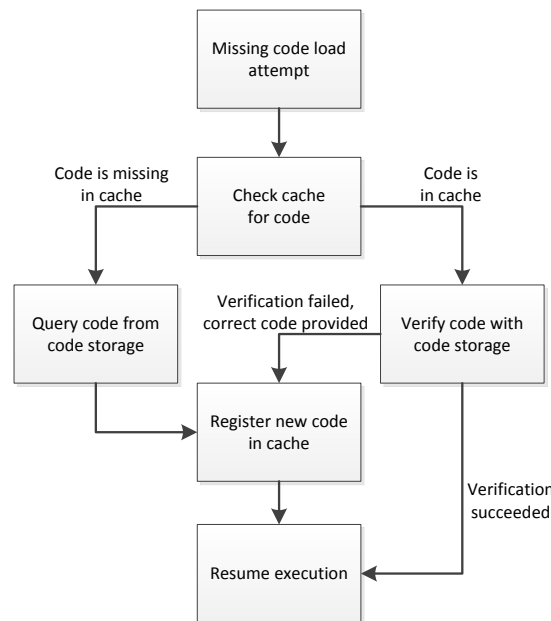 Missing code load
attempt
Code is missing
in cache
Check cache
for code
Code is
in cache
Query code from
code storage
Verification failed,
correct code provided
Verify code with
code storage
Register new code
in cache
Verification
succeeded
Resume execution